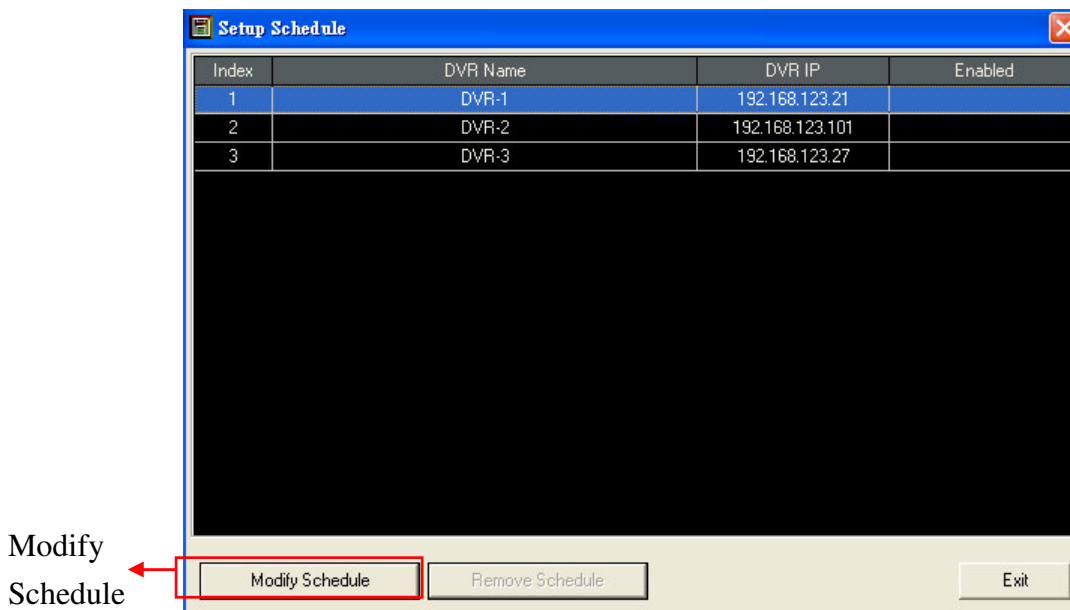 Setup Schedule
Index DVR Name DVR IP Enabled
1 DVR-1 192.168.123.21
2 DVR-2 192.168.123.101
3 DVR-3 192.168.123.27
Modify
Schedule
Modify Schedule Remove Schedule Exit